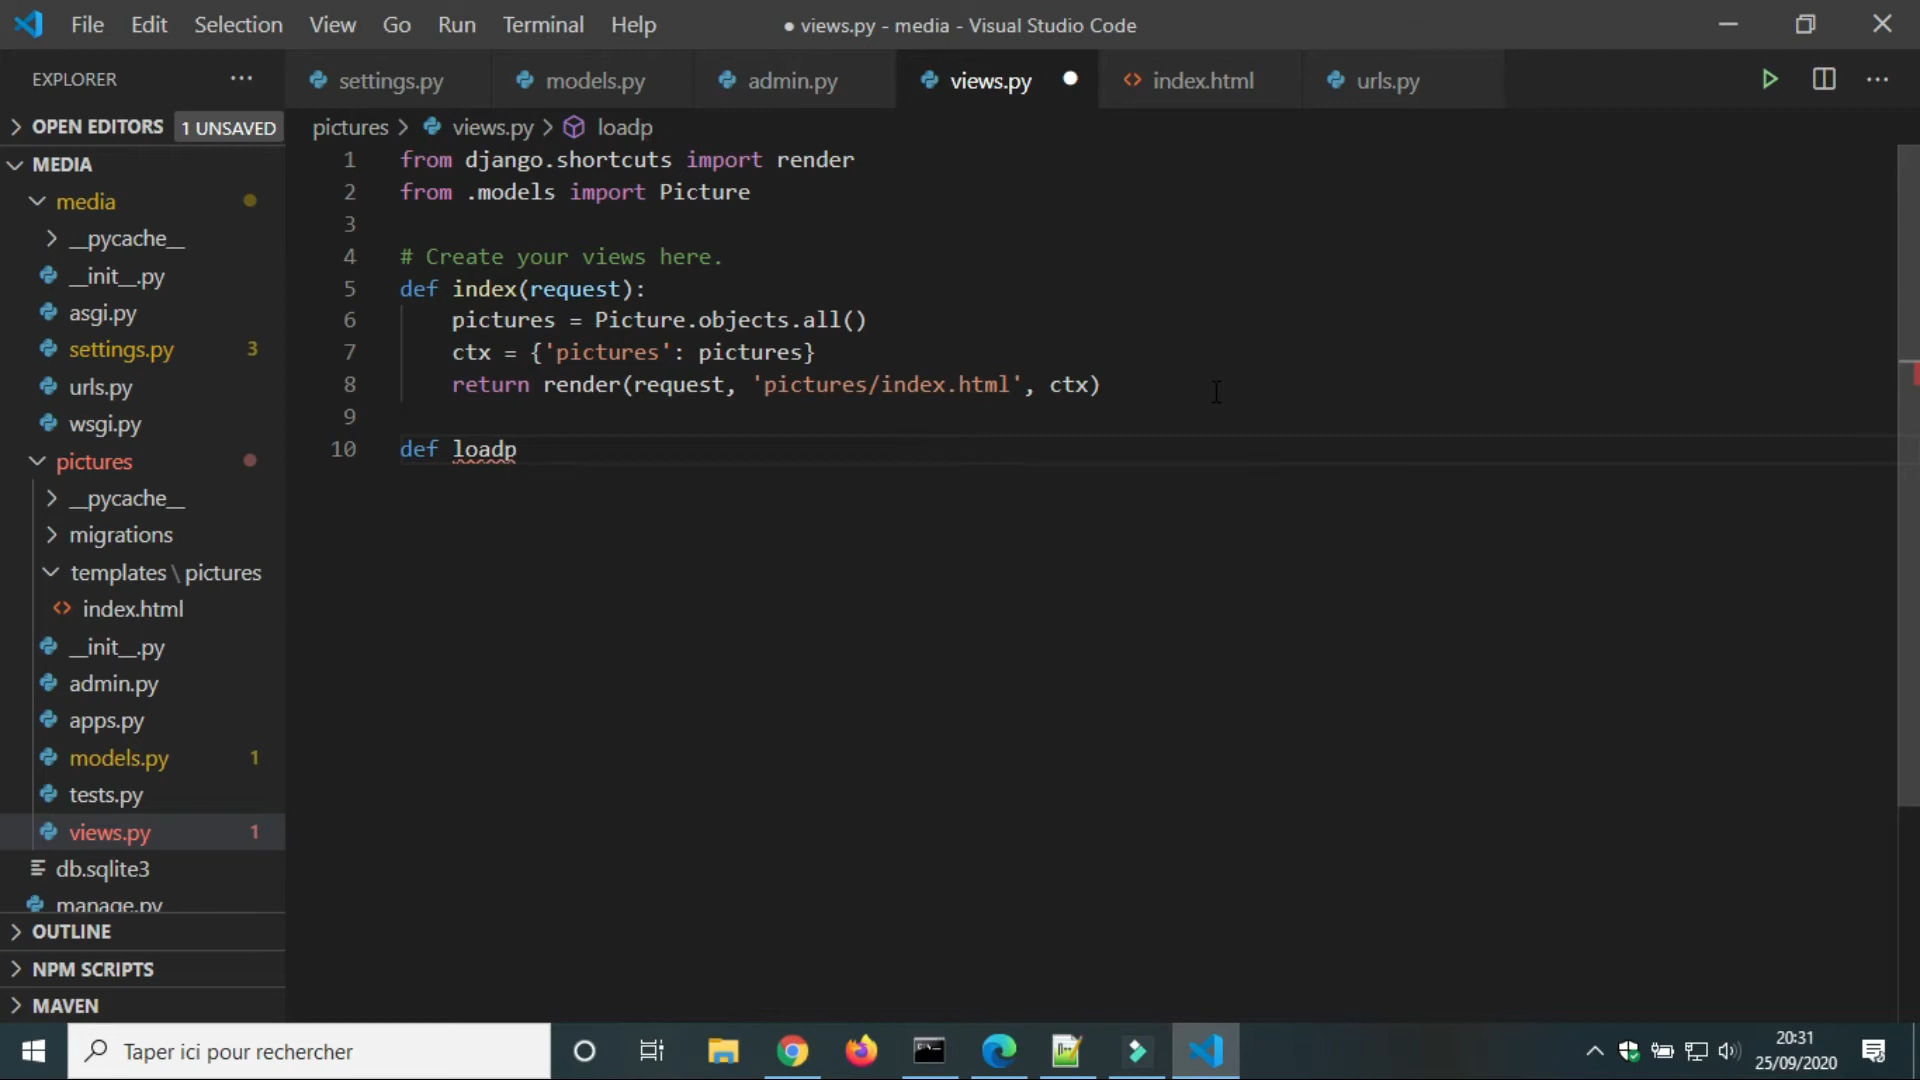 File Edit Selection View Go Run Terminal Help
● views.py - media - Visual Studio Code
EXPLORER
settings.py
models.py
admin.py
views.py
index.html
urls.py
OPEN EDITORS 1 UNSAVED
pictures > views.py > loadp
MEDIA
media
__pycache__
__init__.py
asgi.py
settings.py 3
urls.py
wsgi.py
pictures
__pycache__
migrations
templates \ pictures
index.html
__init__.py
admin.py
apps.py
models.py 1
tests.py
views.py 1
db.sqlite3
manage.py
OUTLINE
NPM SCRIPTS
MAVEN
1 from django.shortcuts import render
2 from .models import Picture
3
4 # Create your views here.
5 def index(request):
6     pictures = Picture.objects.all()
7     ctx = {'pictures': pictures}
8     return render(request, 'pictures/index.html', ctx)
9
10 def loadp
Taper ici pour rechercher
20:31
25/09/2020